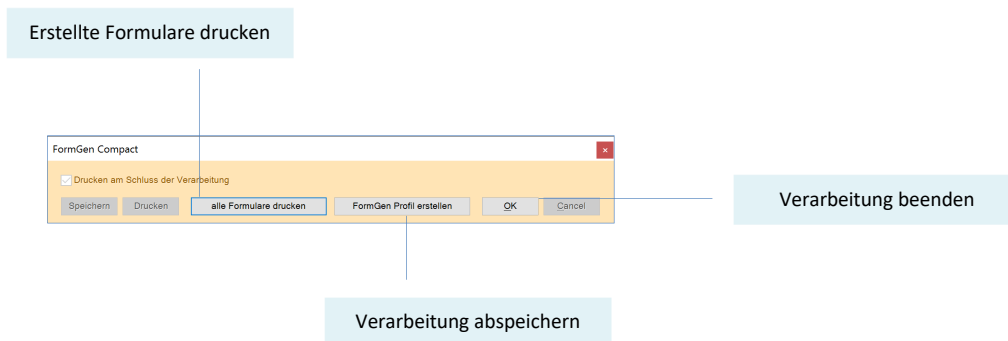 Erstellte Formulare drucken
FormGen Compact
Drucken am Schluss der Verarbeitung
Speichern Drucken alle Formulare drucken FormGen Profil erstellen OK Cancel
Verarbeitung beenden
Verarbeitung abspeichern